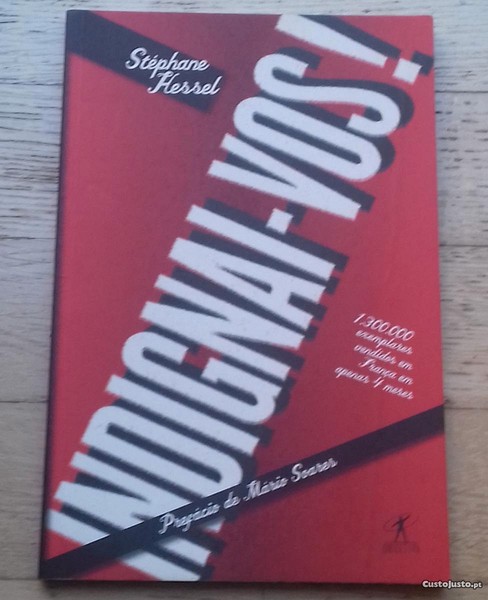 Stéphane
Hessel
INDIGNAI-VOS!
1.300.000
exemplares
vendidos em
França em
apenas 4 meses
Prefácio de Mário Soares
CustoJusto.pt